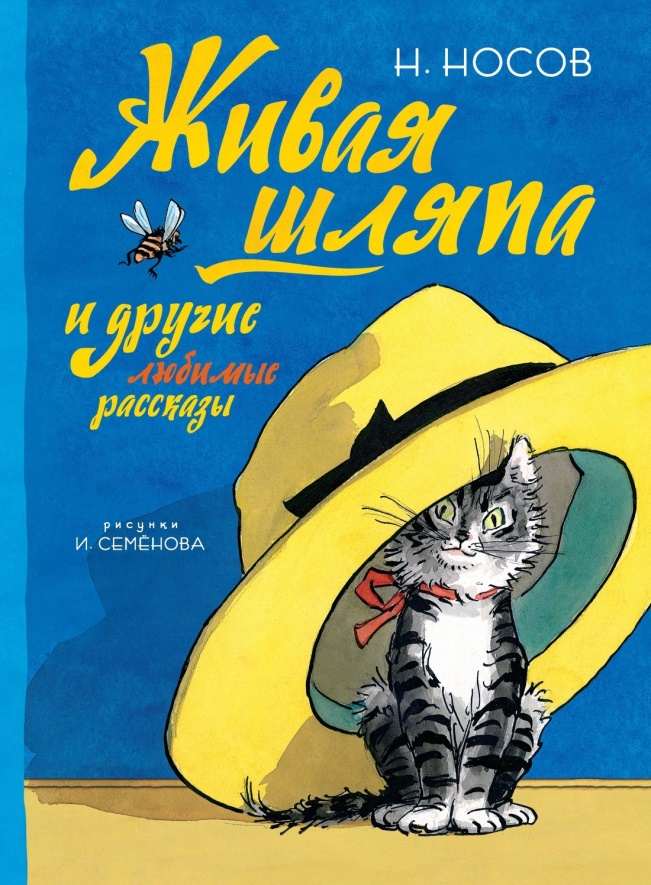 Н. НОСОВ
Живая
шляпа
и другие
любимые
рассказы
рисунки
И. СЕМЁНОВА